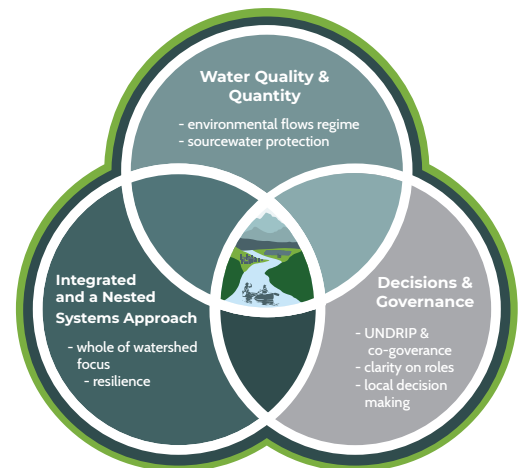 Water Quality &
Quantity
- environmental flows regime
- sourcewater protection
Integrated
and a Nested
Systems Approach
- whole of watershed
focus
- resilience
Decisions &
Governance
- UNDRIP &
co-goverance
- clarity on roles
- local decision
making